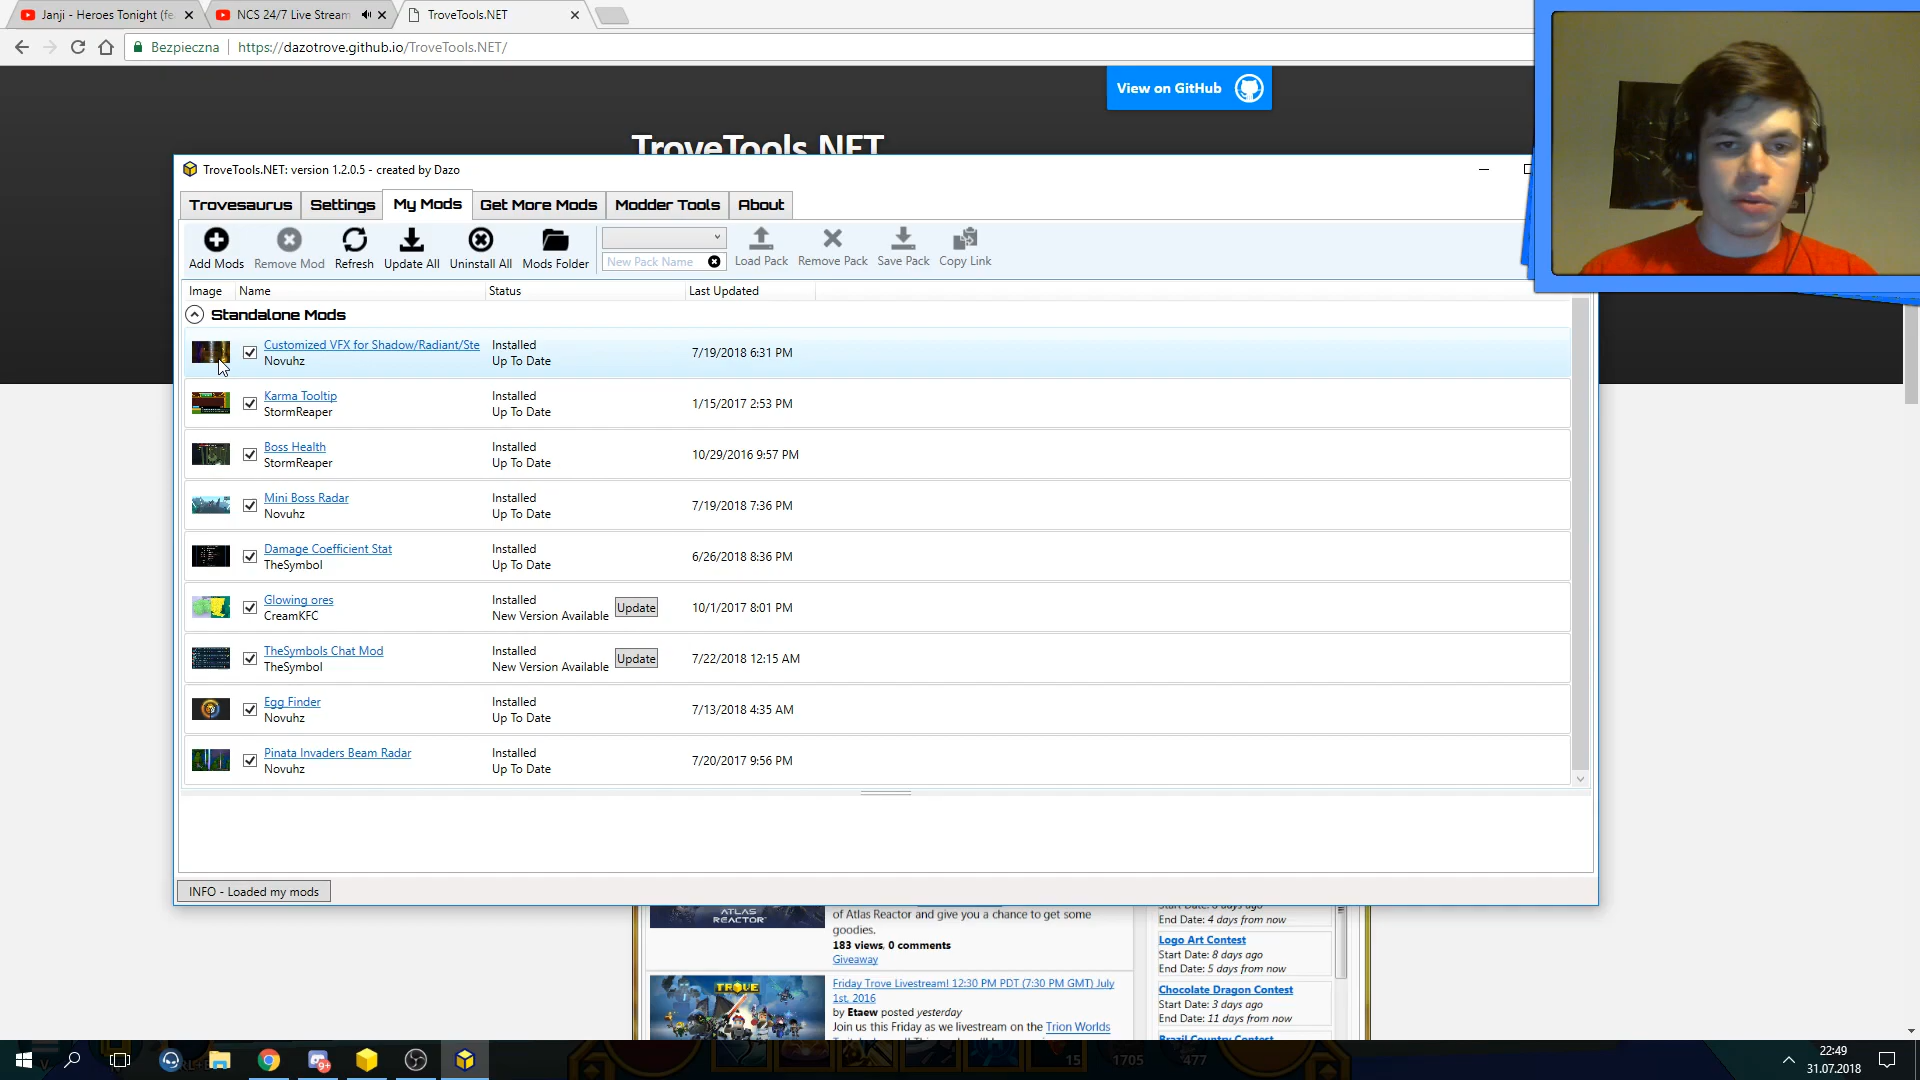 Janji - Heroes Tonight (fe
NCS 24/7 Live Stream
TroveTools.NET
Bezpieczna
https://dazotrove.github.io/TroveTools.NET/
View on GitHub
TroveTools.NET
TroveTools.NET: version 1.2.0.5 - created by Dazo
Trovesaurus
Settings
My Mods
Get More Mods
Modder Tools
About
Add Mods
Remove Mod
Refresh
Update All
Uninstall All
Mods Folder
New Pack Name
Load Pack
Remove Pack
Save Pack
Copy Link
Image
Name
Status
Last Updated
Standalone Mods
Customized VFX for Shadow/Radiant/Ste
Novuhz
Installed
Up To Date
7/19/2018 6:31 PM
Karma Tooltip
StormReaper
Installed
Up To Date
1/15/2017 2:53 PM
Boss Health
StormReaper
Installed
Up To Date
10/29/2016 9:57 PM
Mini Boss Radar
Novuhz
Installed
Up To Date
7/19/2018 7:36 PM
Damage Coefficient Stat
TheSymbol
Installed
Up To Date
6/26/2018 8:36 PM
Glowing ores
CreamKFC
Installed
New Version Available
Update
10/1/2017 8:01 PM
TheSymbols Chat Mod
TheSymbol
Installed
New Version Available
Update
7/22/2018 12:15 AM
Egg Finder
Novuhz
Installed
Up To Date
7/13/2018 4:35 AM
Pinata Invaders Beam Radar
Novuhz
Installed
Up To Date
7/20/2017 9:56 PM
INFO - Loaded my mods
ATLAS
REACTOR
of Atlas Reactor and give you a chance to get some
goodies.
183 views, 0 comments
Giveaway
TROVE
Friday Trove Livestream! 12:30 PM PDT (7:30 PM GMT) July
1st, 2016
by Etaew posted yesterday
Join us this Friday as we livestream on the Trion Worlds
End Date: 4 days from now
Logo Art Contest
Start Date: 8 days ago
End Date: 5 days from now
Chocolate Dragon Contest
Start Date: 3 days ago
End Date: 11 days from now
Brazil Country Contest
15
1705
477
22:49
31.07.2018